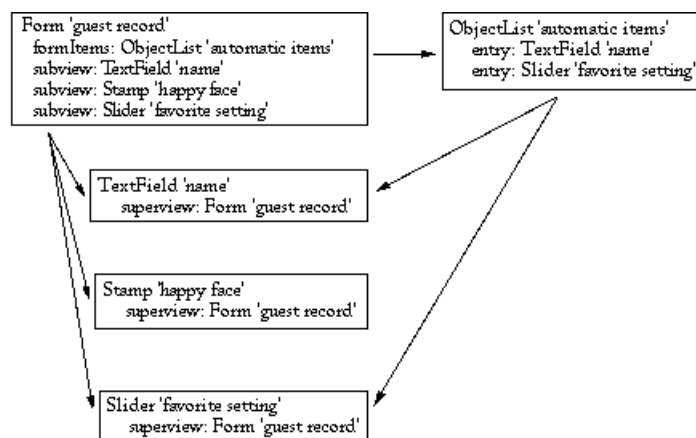 Form 'guest record'
formItems: ObjectList 'automatic items'
subview: TextField 'name'
subview: Stamp 'happy face'
subview: Slider 'favorite setting'
ObjectList 'automatic items'
entry: TextField 'name'
entry: Slider 'favorite setting'
TextField 'name'
superview: Form 'guest record'
Stamp 'happy face'
superview: Form 'guest record'
Slider 'favorite setting'
superview: Form 'guest record'